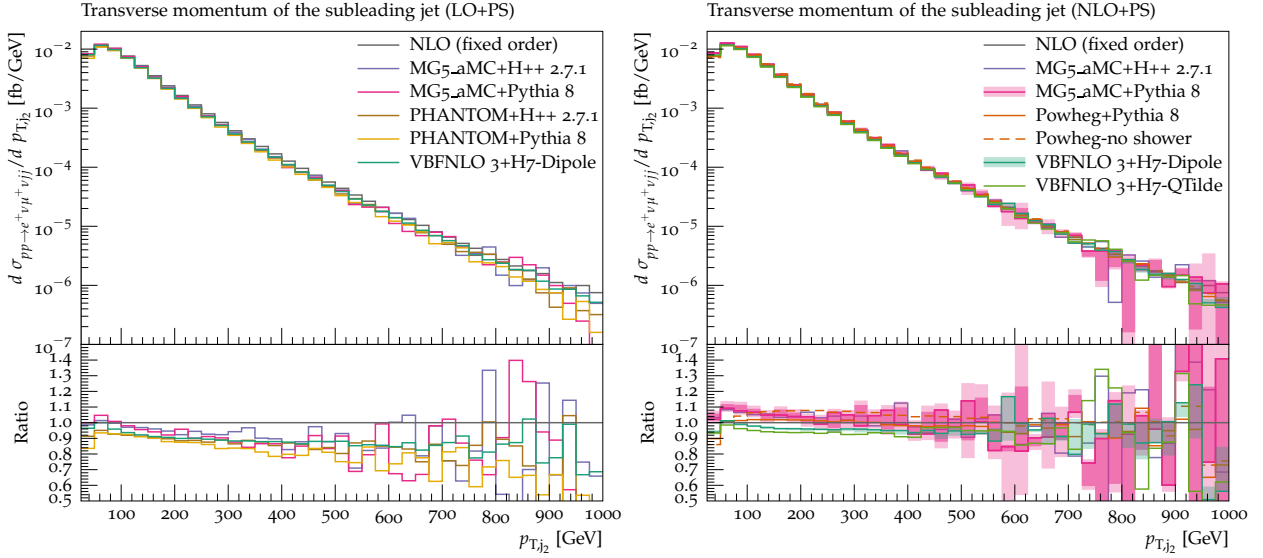 Transverse momentum of the subleading jet (LO+PS)
NLO (fixed order)
MG5_aMC+H++ 2.7.1
MG5_aMC+Pythia 8
PHANTOM+H++ 2.7.1
PHANTOM+Pythia 8
VBFNLO 3+H7-Dipole
d σ_{pp→e⁺νμ⁺νjj}/d p_{T,j₂} [fb/GeV]
10⁻²
10⁻³
10⁻⁴
10⁻⁵
10⁻⁶
10⁻⁷
Ratio
1.4
1.3
1.2
1.1
1.0
0.9
0.8
0.7
0.6
0.5
100 200 300 400 500 600 700 800 900 1000
p_{T,j₂} [GeV]
Transverse momentum of the subleading jet (NLO+PS)
NLO (fixed order)
MG5_aMC+H++ 2.7.1
MG5_aMC+Pythia 8
Powheg+Pythia 8
Powheg-no shower
VBFNLO 3+H7-Dipole
VBFNLO 3+H7-QTilde
d σ_{pp→e⁺νμ⁺νjj}/d p_{T,j₂} [fb/GeV]
10⁻²
10⁻³
10⁻⁴
10⁻⁵
10⁻⁶
10⁻⁷
Ratio
1.4
1.3
1.2
1.1
1.0
0.9
0.8
0.7
0.6
0.5
100 200 300 400 500 600 700 800 900 1000
p_{T,j₂} [GeV]